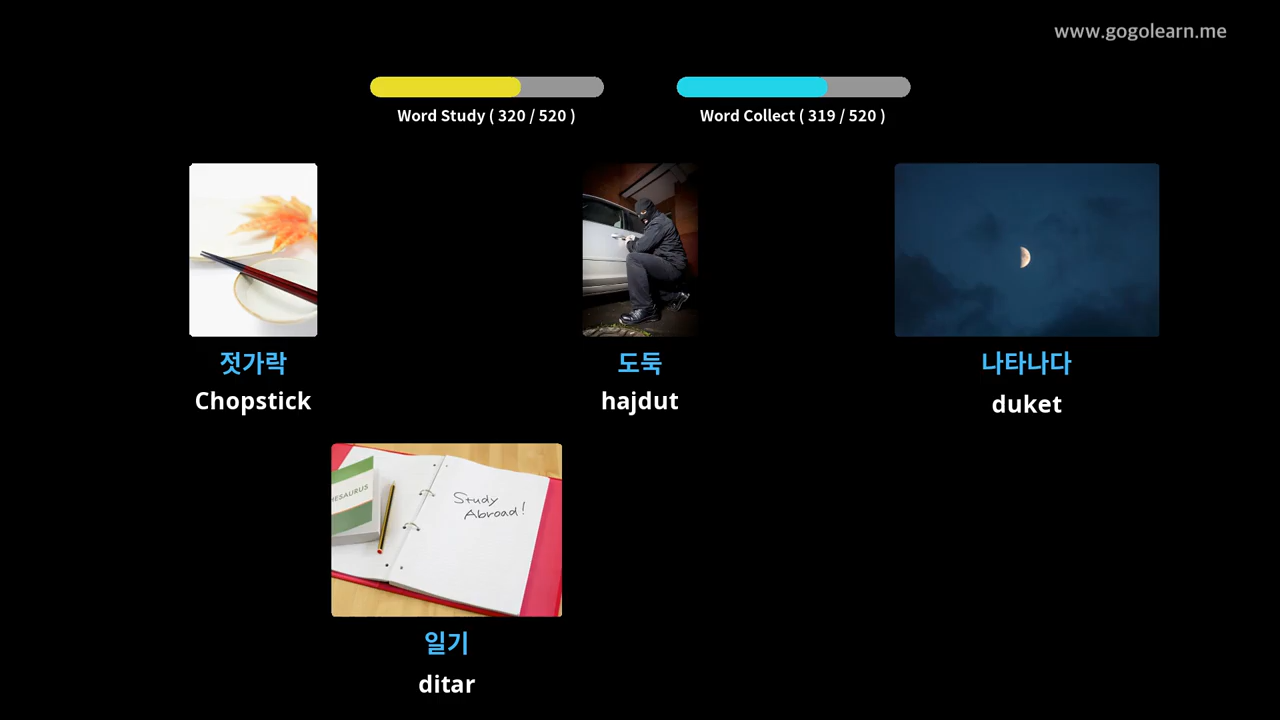 www.gogolearn.me
Word Study ( 320 / 520 )
Word Collect ( 319 / 520 )
젓가락
Chopstick
도둑
hajdut
나타나다
duket
HESAURUS
Study
Abroad!
일기
ditar